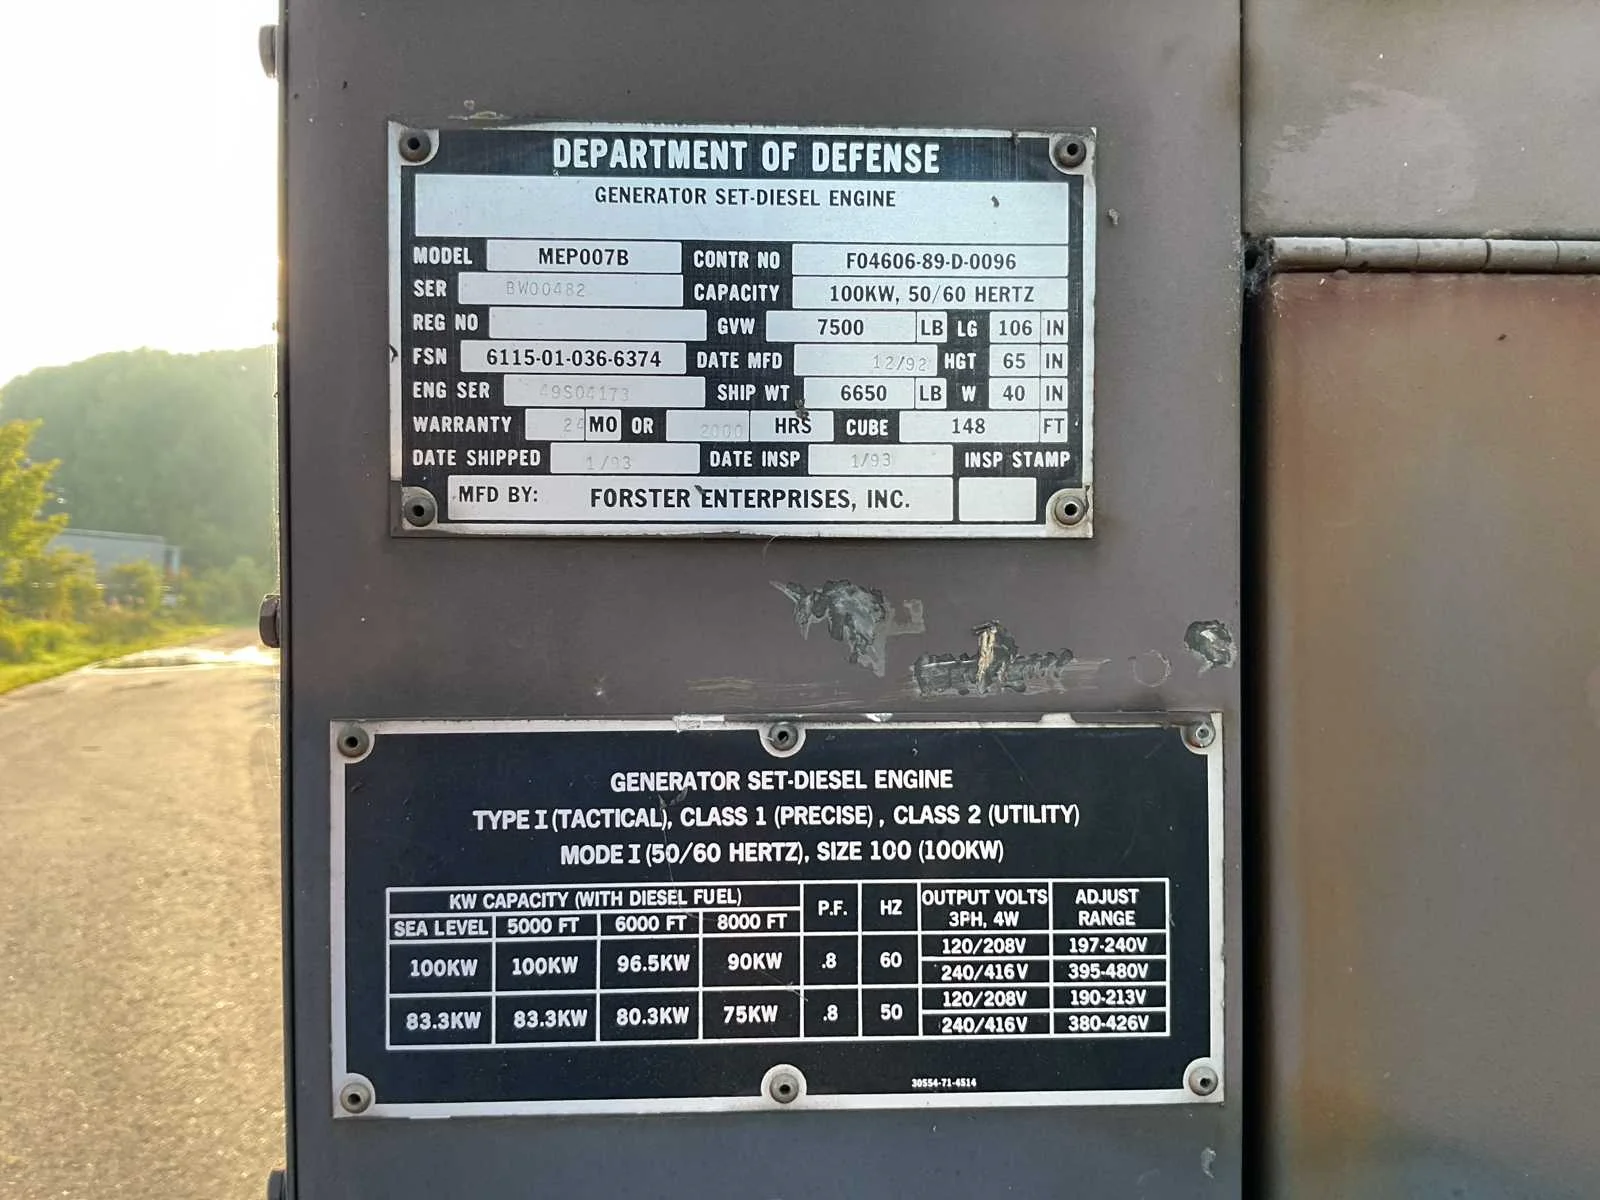 DEPARTMENT OF DEFENSE
GENERATOR SET-DIESEL ENGINE
MODEL MEP007B CONTR NO F04606-89-D-0096
SER BW00482 CAPACITY 100KW, 50/60 HERTZ
REG NO GVW 7500 LB LG 106 IN
FSN 6115-01-036-6374 DATE MFD 12/92 HGT 65 IN
ENG SER 49S04173 SHIP WT 6650 LB W 40 IN
WARRANTY 24 MO OR 2000 HRS CUBE 148 FT
DATE SHIPPED 1/93 DATE INSP 1/93 INSP STAMP
MFD BY: FORSTER ENTERPRISES, INC.
GENERATOR SET-DIESEL ENGINE
TYPE I (TACTICAL), CLASS 1 (PRECISE), CLASS 2 (UTILITY)
MODE I (50/60 HERTZ), SIZE 100 (100KW)
KW CAPACITY (WITH DIESEL FUEL) P.F. HZ OUTPUT VOLTS 3PH, 4W ADJUST RANGE
SEA LEVEL 5000 FT 6000 FT 8000 FT
100KW 100KW 96.5KW 90KW .8 60 120/208V 197-240V
240/416V 395-480V
83.3KW 83.3KW 80.3KW 75KW .8 50 120/208V 190-213V
240/416V 380-426V
30554-71-4514